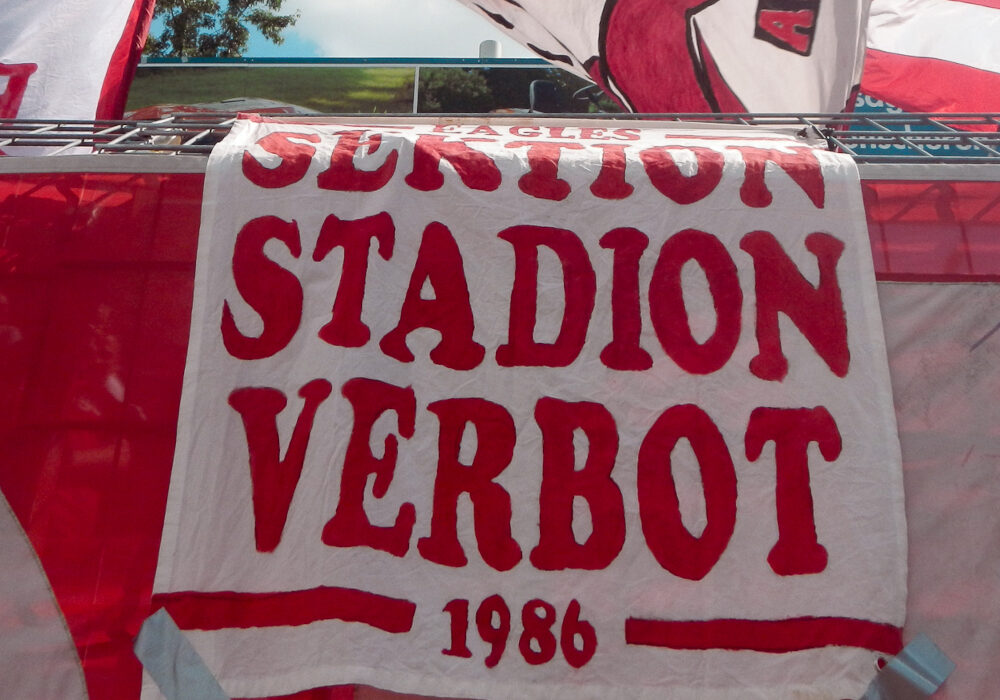 EAGLES
SEKTION
STADION
VERBOT
1986
A